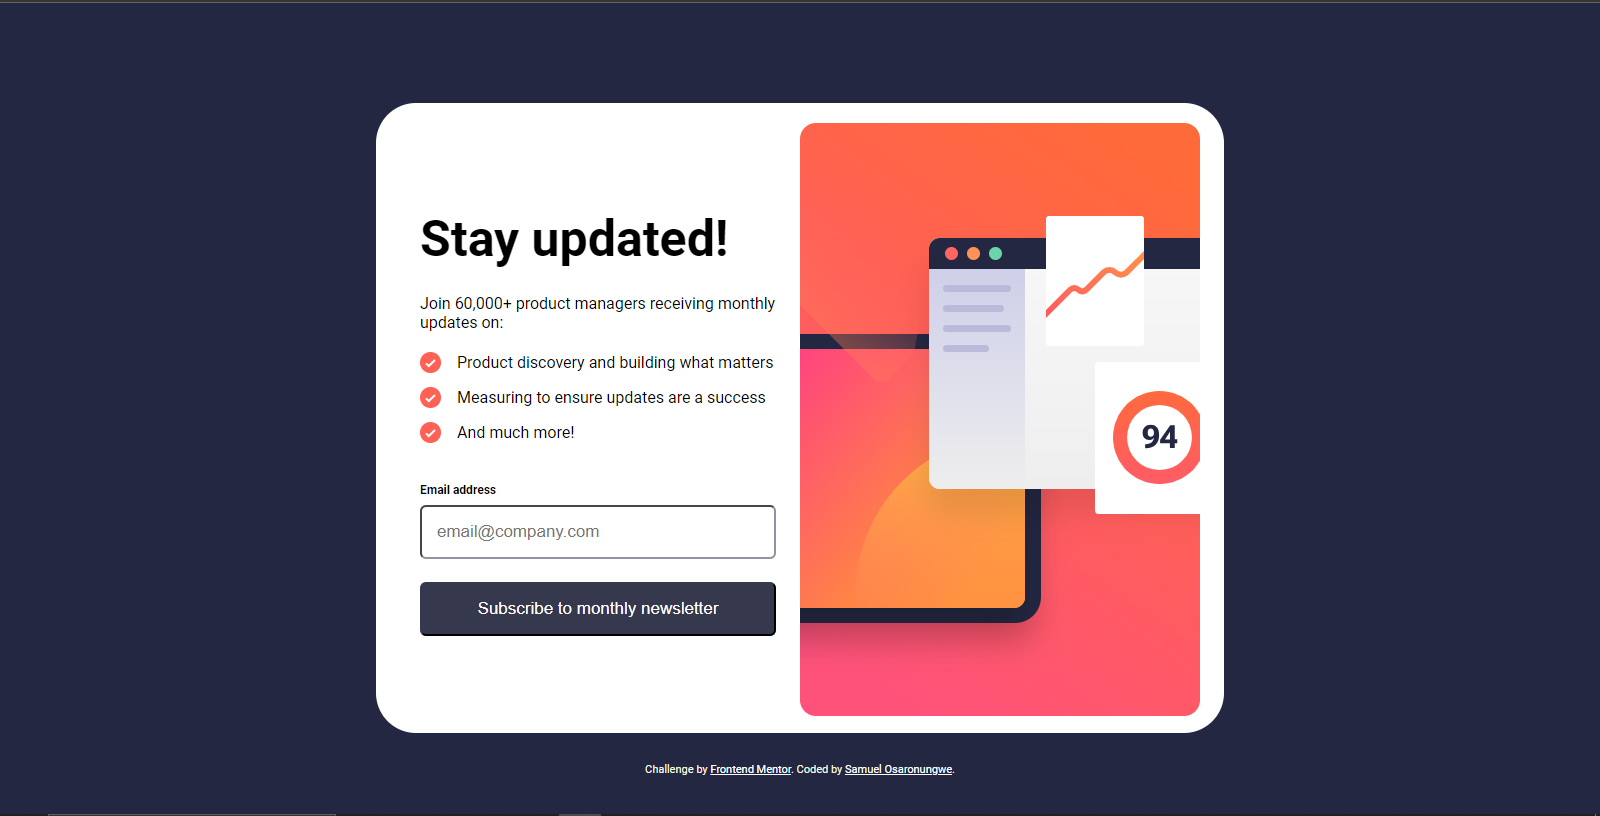 Stay updated!
Join 60,000+ product managers receiving monthly
updates on:
Product discovery and building what matters
Measuring to ensure updates are a success
And much more!
Email address
email@company.com
Subscribe to monthly newsletter
94
Challenge by Frontend Mentor. Coded by Samuel Osaronungwe.